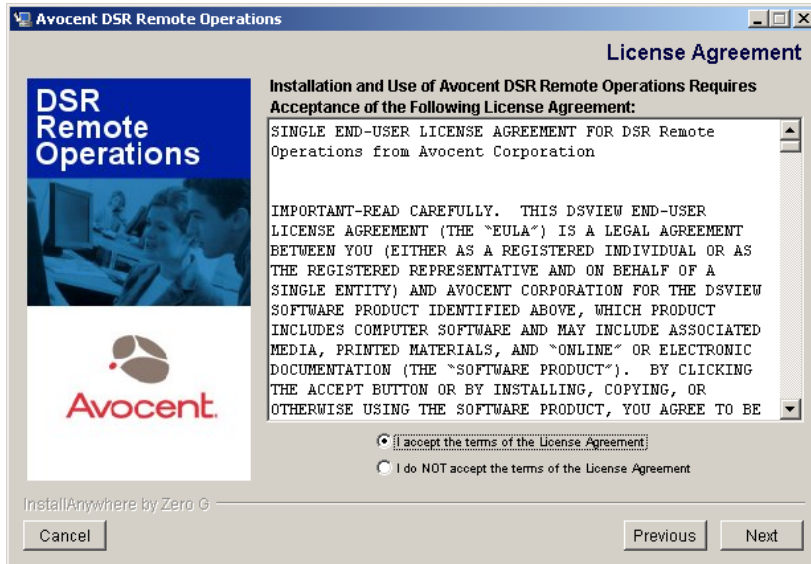 Avocent DSR Remote Operations
License Agreement
DSR
Remote
Operations
Avocent.
Installation and Use of Avocent DSR Remote Operations Requires
Acceptance of the Following License Agreement:
SINGLE END-USER LICENSE AGREEMENT FOR DSR Remote
Operations from Avocent Corporation
IMPORTANT-READ CAREFULLY.  THIS DSVIEW END-USER
LICENSE AGREEMENT (THE "EULA") IS A LEGAL AGREEMENT
BETWEEN YOU (EITHER AS A REGISTERED INDIVIDUAL OR AS
THE REGISTERED REPRESENTATIVE AND ON BEHALF OF A
SINGLE ENTITY) AND AVOCENT CORPORATION FOR THE DSVIEW
SOFTWARE PRODUCT IDENTIFIED ABOVE, WHICH PRODUCT
INCLUDES COMPUTER SOFTWARE AND MAY INCLUDE ASSOCIATED
MEDIA, PRINTED MATERIALS, AND "ONLINE" OR ELECTRONIC
DOCUMENTATION (THE "SOFTWARE PRODUCT").  BY CLICKING
THE ACCEPT BUTTON OR BY INSTALLING, COPYING, OR
OTHERWISE USING THE SOFTWARE PRODUCT, YOU AGREE TO BE
I accept the terms of the License Agreement
I do NOT accept the terms of the License Agreement
InstallAnywhere by Zero G
Cancel
Previous
Next